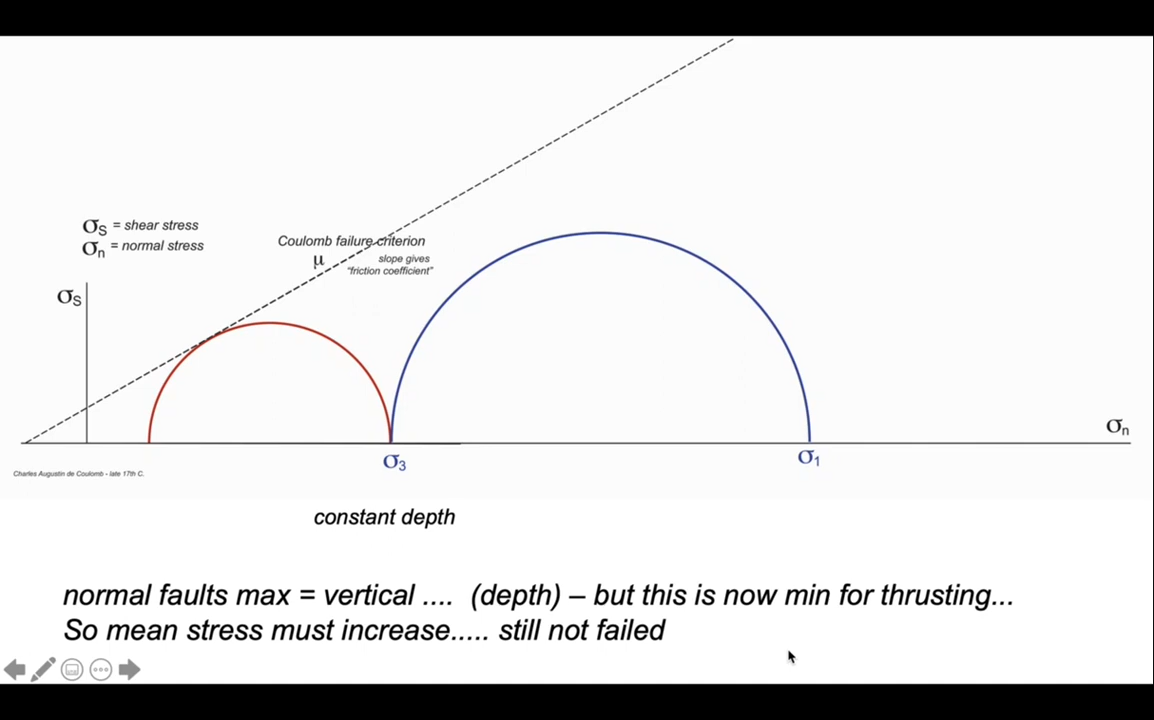 σS = shear stress
σn = normal stress
Coulomb failure criterion
μ
slope gives
"friction coefficient"
σS
σn
σ3
σ1
Charles Augustin de Coulomb - late 17th C.
constant depth
normal faults max = vertical .... (depth) – but this is now min for thrusting...
So mean stress must increase..... still not failed